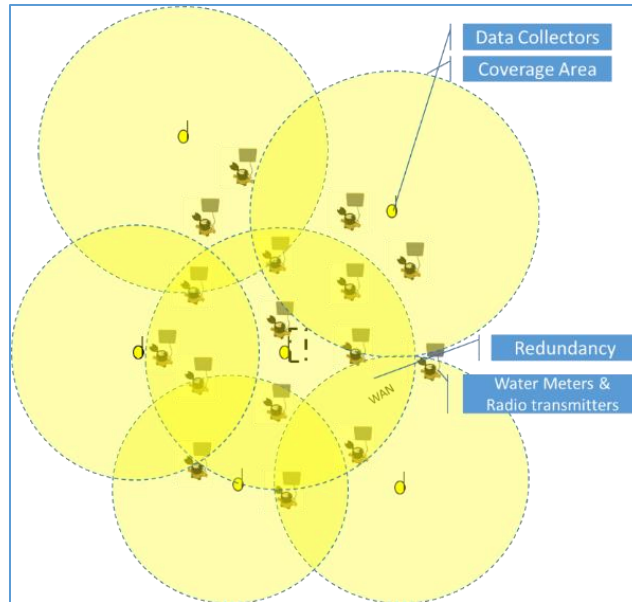 Data Collectors
Coverage Area
Redundancy
Water Meters &
Radio transmitters
WAN